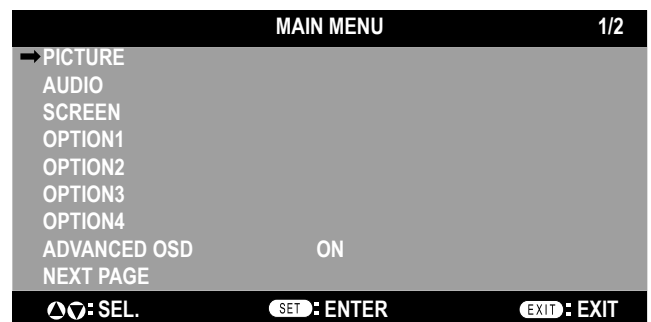 MAIN MENU 1/2
PICTURE
AUDIO
SCREEN
OPTION1
OPTION2
OPTION3
OPTION4
ADVANCED OSD ON
NEXT PAGE
: SEL. SET : ENTER EXIT : EXIT